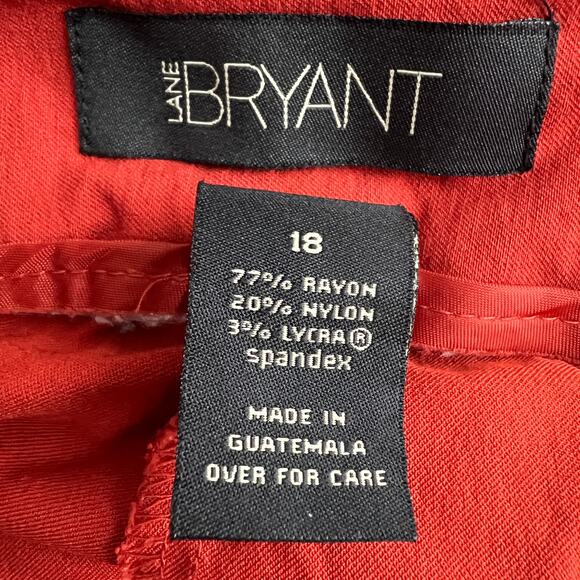 LANE BRYANT
18
77% RAYON
20% NYLON
3% LYCRA®
spandex
MADE IN
GUATEMALA
OVER FOR CARE